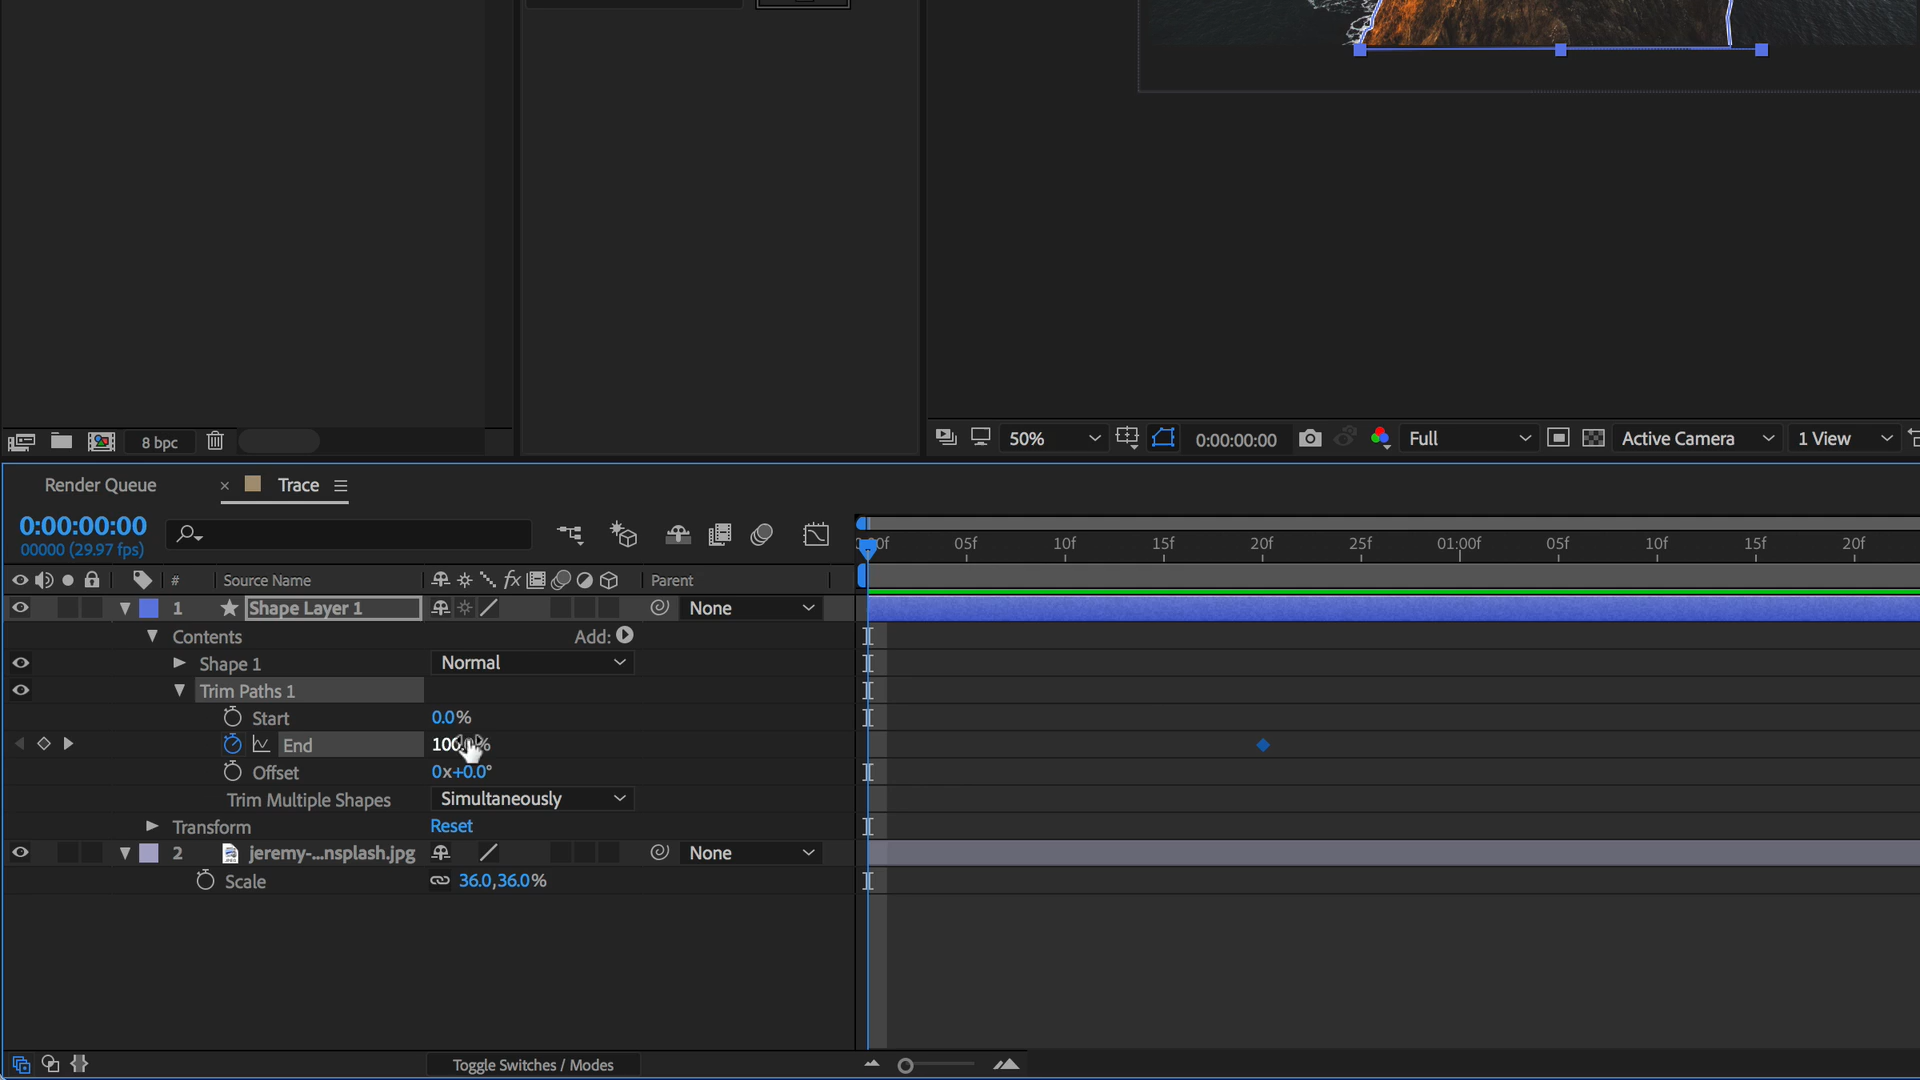 8 bpc
50%
0:00:00:00
Full
Active Camera
1 View
Render Queue
× Trace
0:00:00:00
00000 (29.97 fps)
05f 10f 15f 20f 25f 01:00f 05f 10f 15f 20f
# Source Name
fx
Parent
1 Shape Layer 1 None
Contents Add:
Shape 1 Normal
Trim Paths 1
Start 0.0%
End
Offset 0x+0.0°
Trim Multiple Shapes Simultaneously
Transform Reset
2 jeremy-...nsplash.jpg None
Scale 36.0,36.0%
Toggle Switches / Modes